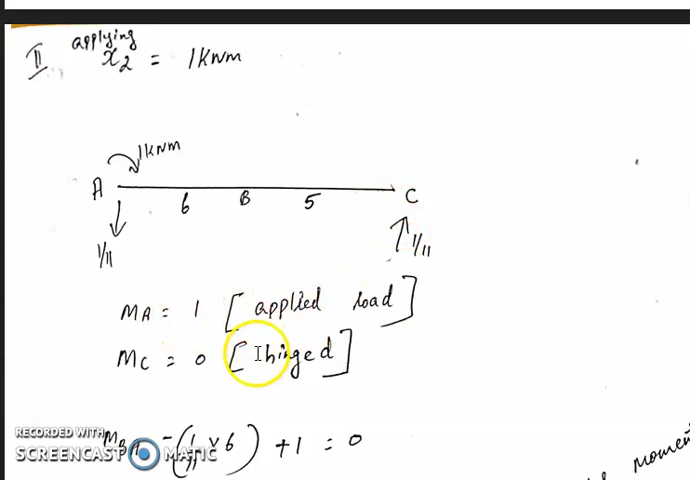 II applying
x2 = 1KNm
1KNm
A 6 B 5 C
1/11 1/11
MA = 1 [applied load]
MC = 0 [hinged]
MBA = -(1/11 x 6) + 1 = 0
moment
RECORDED WITH
SCREENCAST MATIC